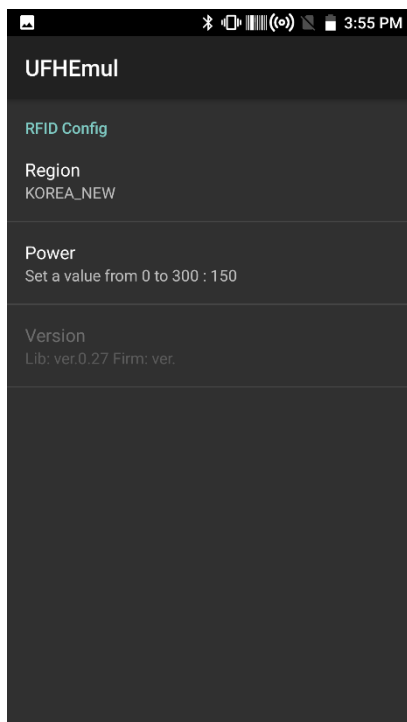 3:55 PM
UFHEmul
RFID Config
Region
KOREA_NEW
Power
Set a value from 0 to 300 : 150
Version
Lib: ver.0.27 Firm: ver.